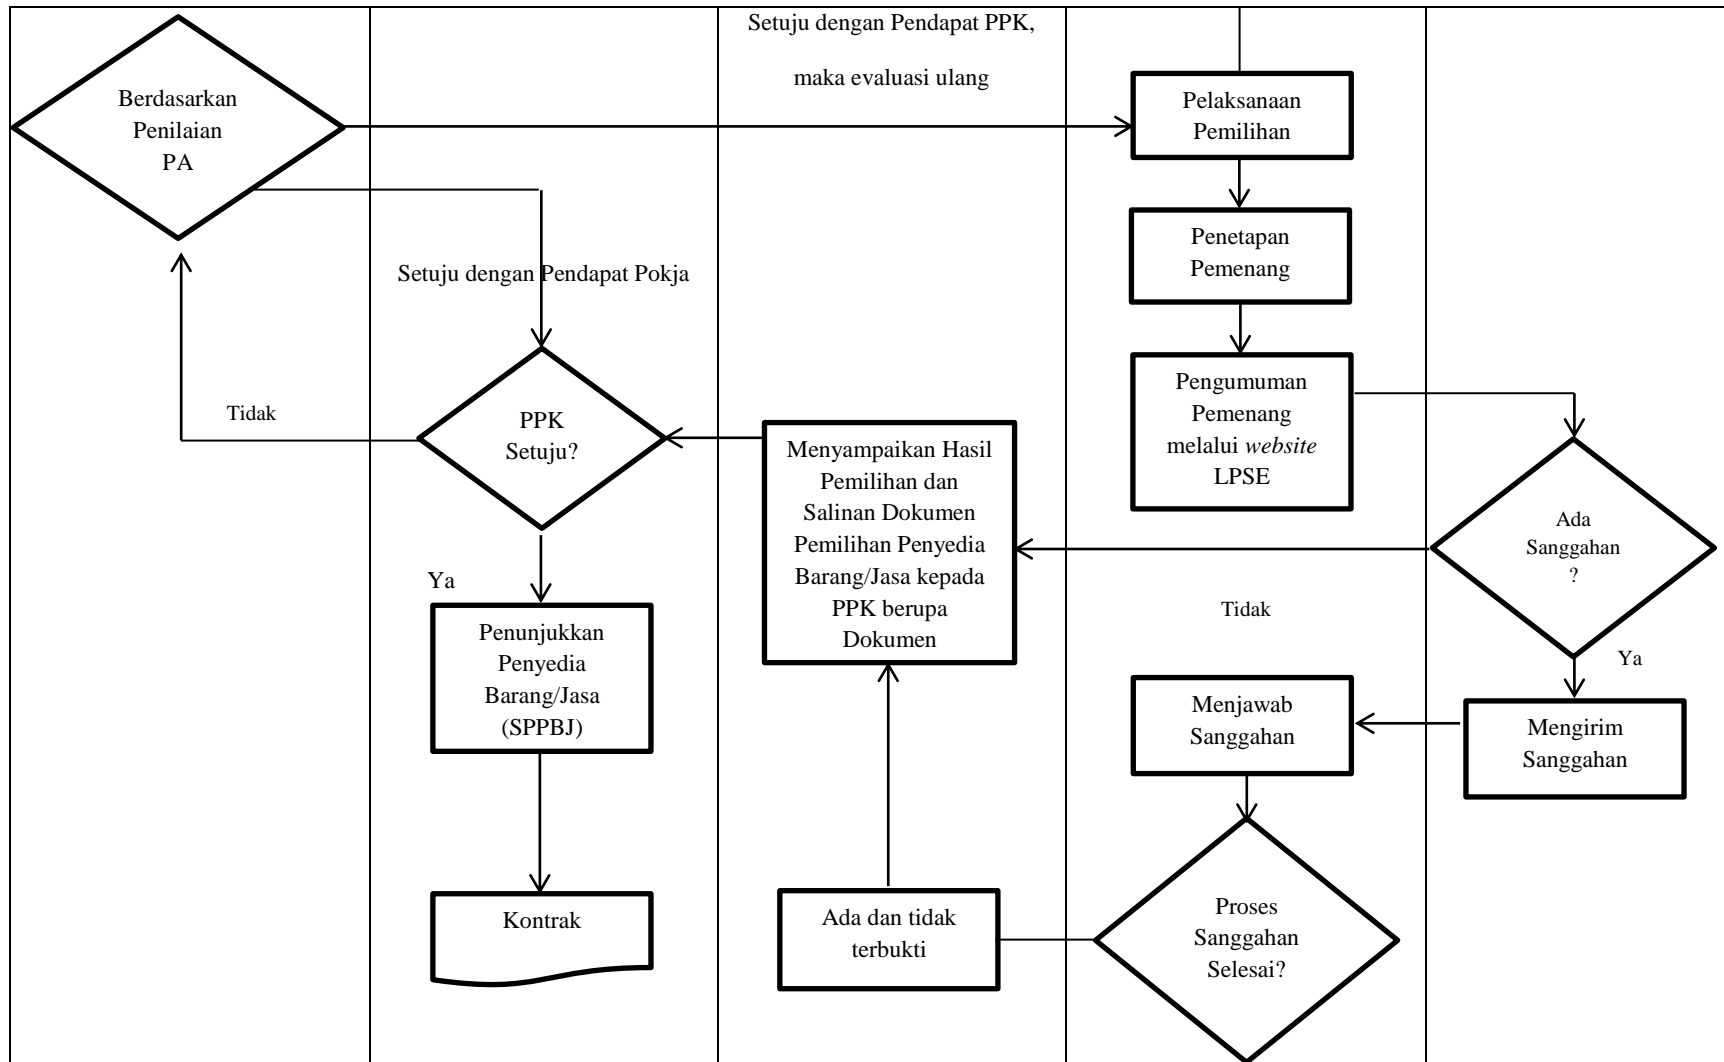 Setuju dengan Pendapat PPK,
maka evaluasi ulang
Berdasarkan
Penilaian
PA
Pelaksanaan
Pemilihan
Penetapan
Pemenang
Setuju dengan Pendapat Pokja
Pengumuman
Pemenang
melalui website
LPSE
Tidak
PPK
Setuju?
Menyampaikan Hasil
Pemilihan dan
Salinan Dokumen
Pemilihan Penyedia
Barang/Jasa kepada
PPK berupa
Dokumen
Ada
Sanggahan
?
Tidak
Ya
Ya
Penunjukkan
Penyedia
Barang/Jasa
(SPPBJ)
Menjawab
Sanggahan
Mengirim
Sanggahan
Kontrak
Ada dan tidak
terbukti
Proses
Sanggahan
Selesai?